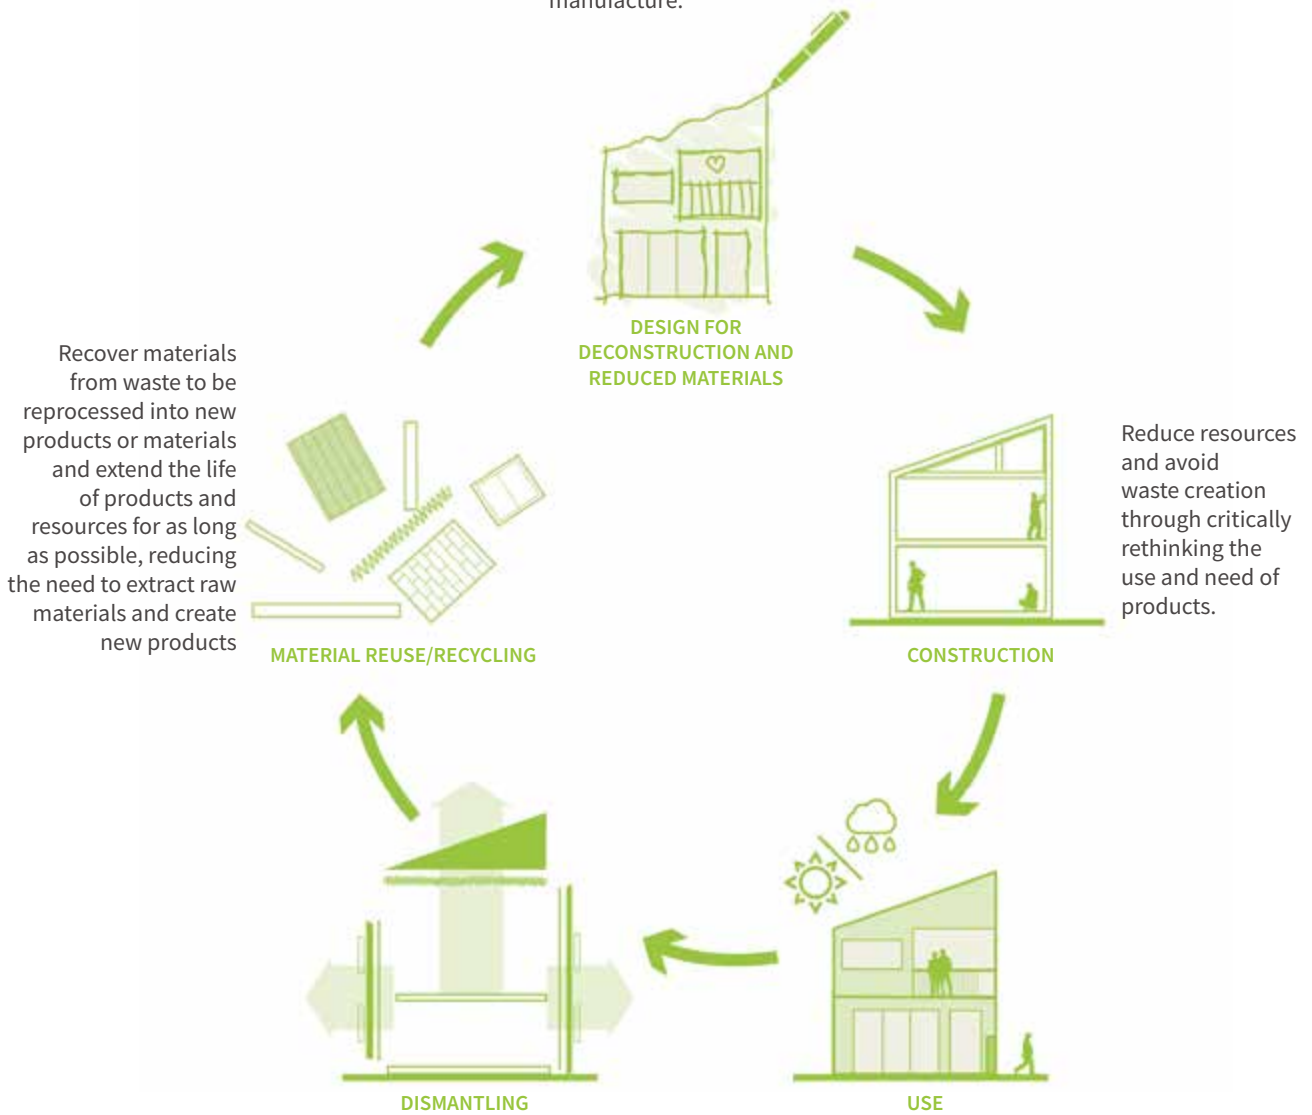 manufacture.
DESIGN FOR
DECONSTRUCTION AND
REDUCED MATERIALS
Recover materials
from waste to be
reprocessed into new
products or materials
and extend the life
of products and
resources for as long
as possible, reducing
the need to extract raw
materials and create
new products
Reduce resources
and avoid
waste creation
through critically
rethinking the
use and need of
products.
MATERIAL REUSE/RECYCLING
CONSTRUCTION
DISMANTLING
USE